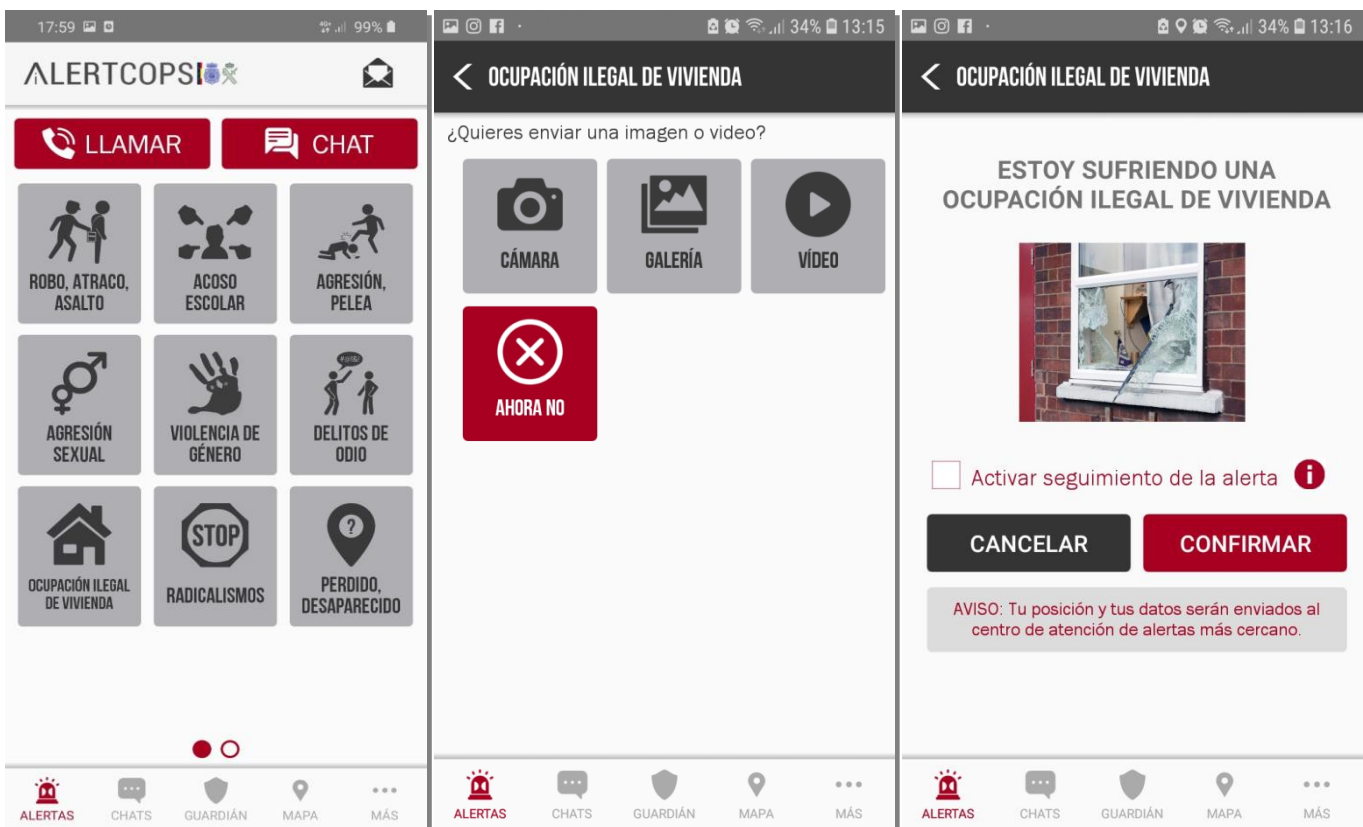 17:59 4G+ 99%
ALERTCOPS
LLAMAR CHAT
ROBO, ATRACO,
ASALTO
ACOSO
ESCOLAR
AGRESIÓN,
PELEA
AGRESIÓN
SEXUAL
VIOLENCIA DE
GÉNERO
DELITOS DE
ODIO
OCUPACIÓN ILEGAL
DE VIVIENDA
STOP
RADICALISMOS
?
PERDIDO,
DESAPARECIDO
ALERTAS CHATS GUARDIÁN MAPA MÁS
34% 13:15
OCUPACIÓN ILEGAL DE VIVIENDA
¿Quieres enviar una imagen o video?
CÁMARA GALERÍA VÍDEO
AHORA NO
ALERTAS CHATS GUARDIÁN MAPA MÁS
34% 13:16
OCUPACIÓN ILEGAL DE VIVIENDA
ESTOY SUFRIENDO UNA
OCUPACIÓN ILEGAL DE VIVIENDA
Activar seguimiento de la alerta i
CANCELAR CONFIRMAR
AVISO: Tu posición y tus datos serán enviados al
centro de atención de alertas más cercano.
ALERTAS CHATS GUARDIÁN MAPA MÁS